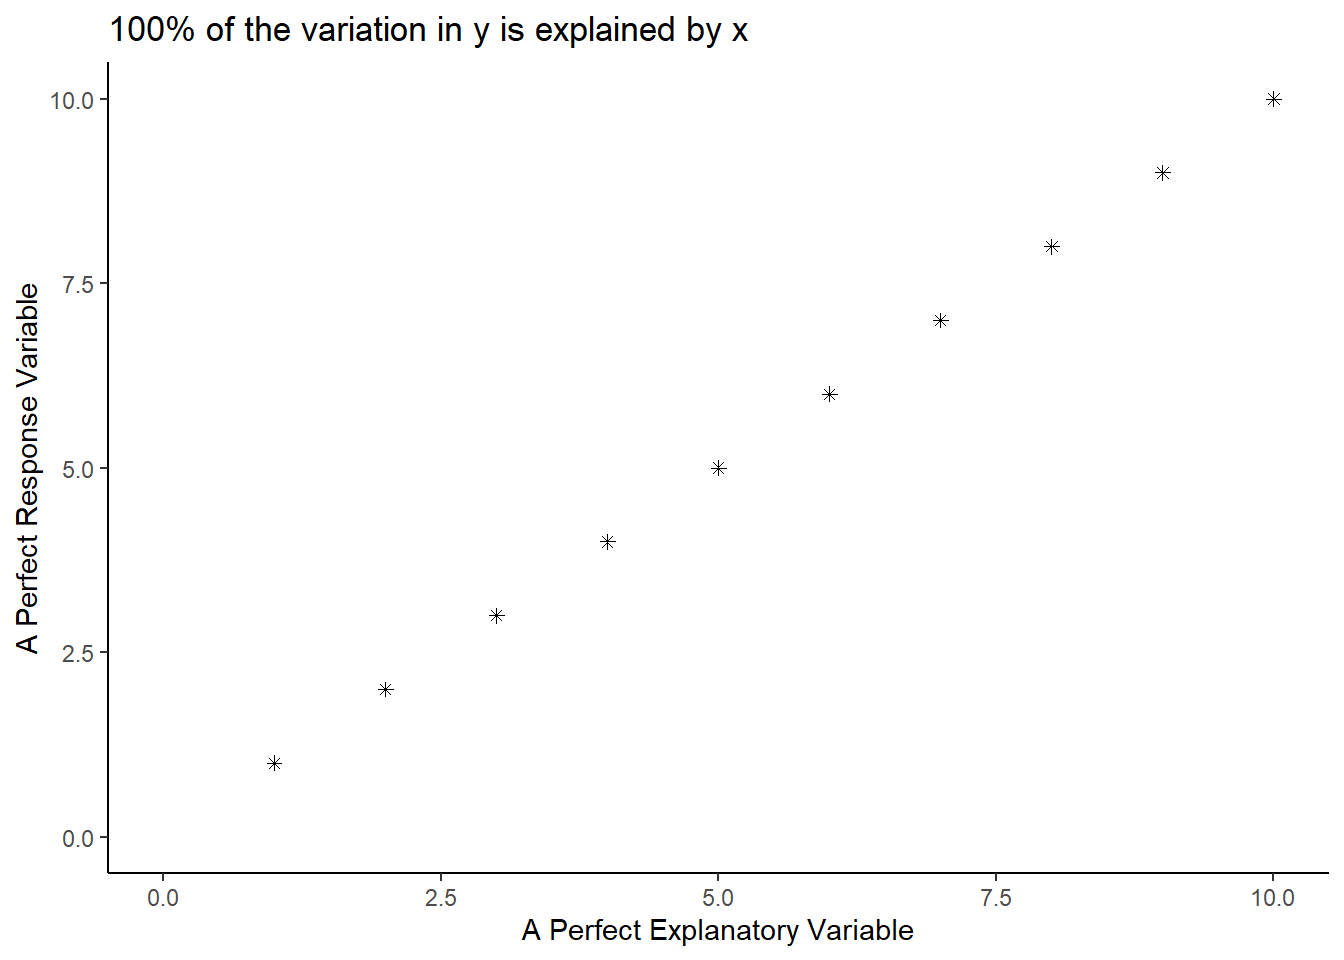 100% of the variation in y is explained by x
A Perfect Response Variable
10.0
7.5
5.0
2.5
0.0
0.0 2.5 5.0 7.5 10.0
A Perfect Explanatory Variable